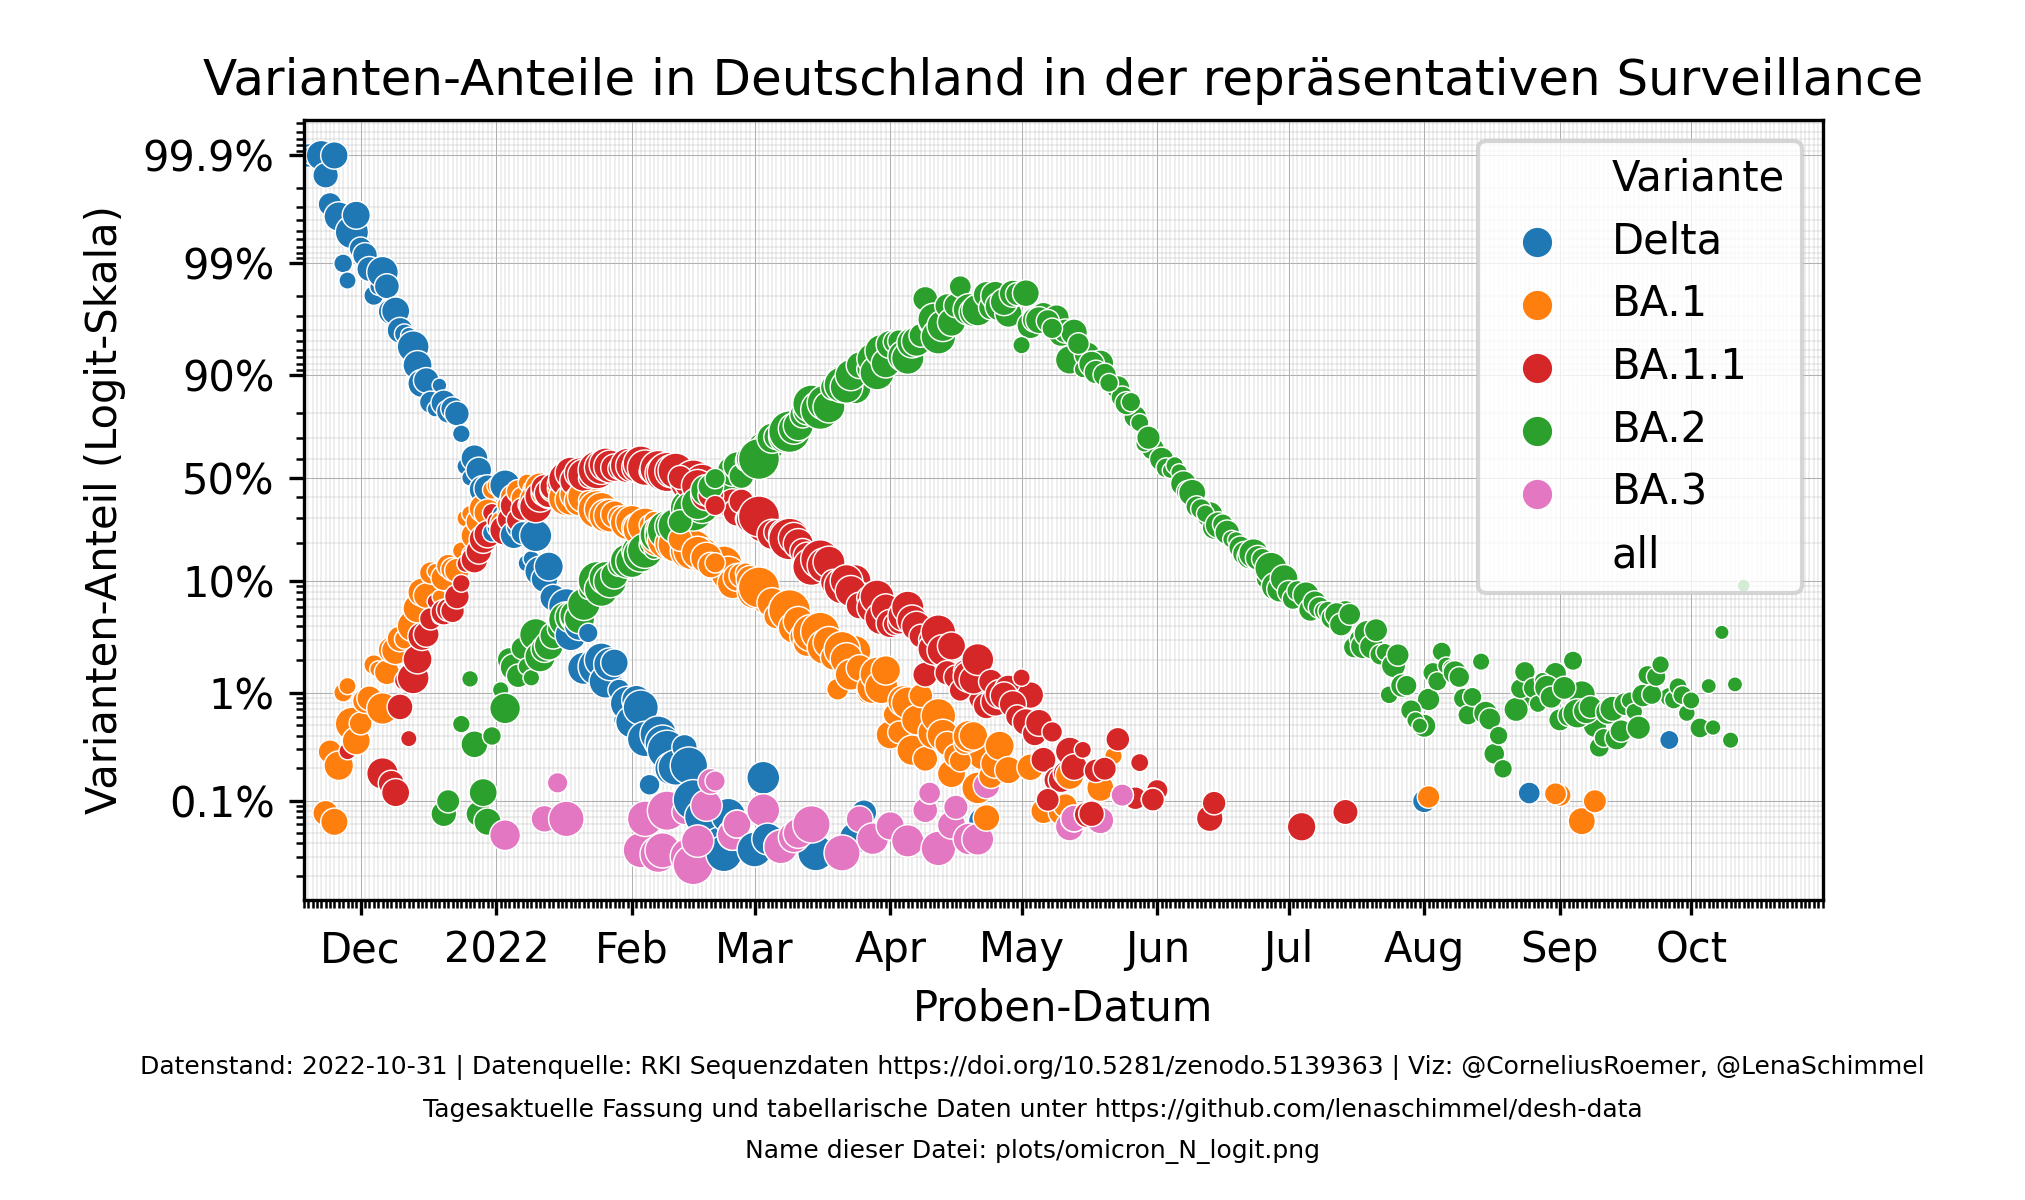 Varianten-Anteile in Deutschland in der repräsentativen Surveillance
Varianten-Anteil (Logit-Skala)
99.9%
99%
90%
50%
10%
1%
0.1%
Variante
Delta
BA.1
BA.1.1
BA.2
BA.3
all
Dec 2022 Feb Mar Apr May Jun Jul Aug Sep Oct
Proben-Datum
Datenstand: 2022-10-31 | Datenquelle: RKI Sequenzdaten https://doi.org/10.5281/zenodo.5139363 | Viz: @CorneliusRoemer, @LenaSchimmel
Tagesaktuelle Fassung und tabellarische Daten unter https://github.com/lenaschimmel/desh-data
Name dieser Datei: plots/omicron_N_logit.png